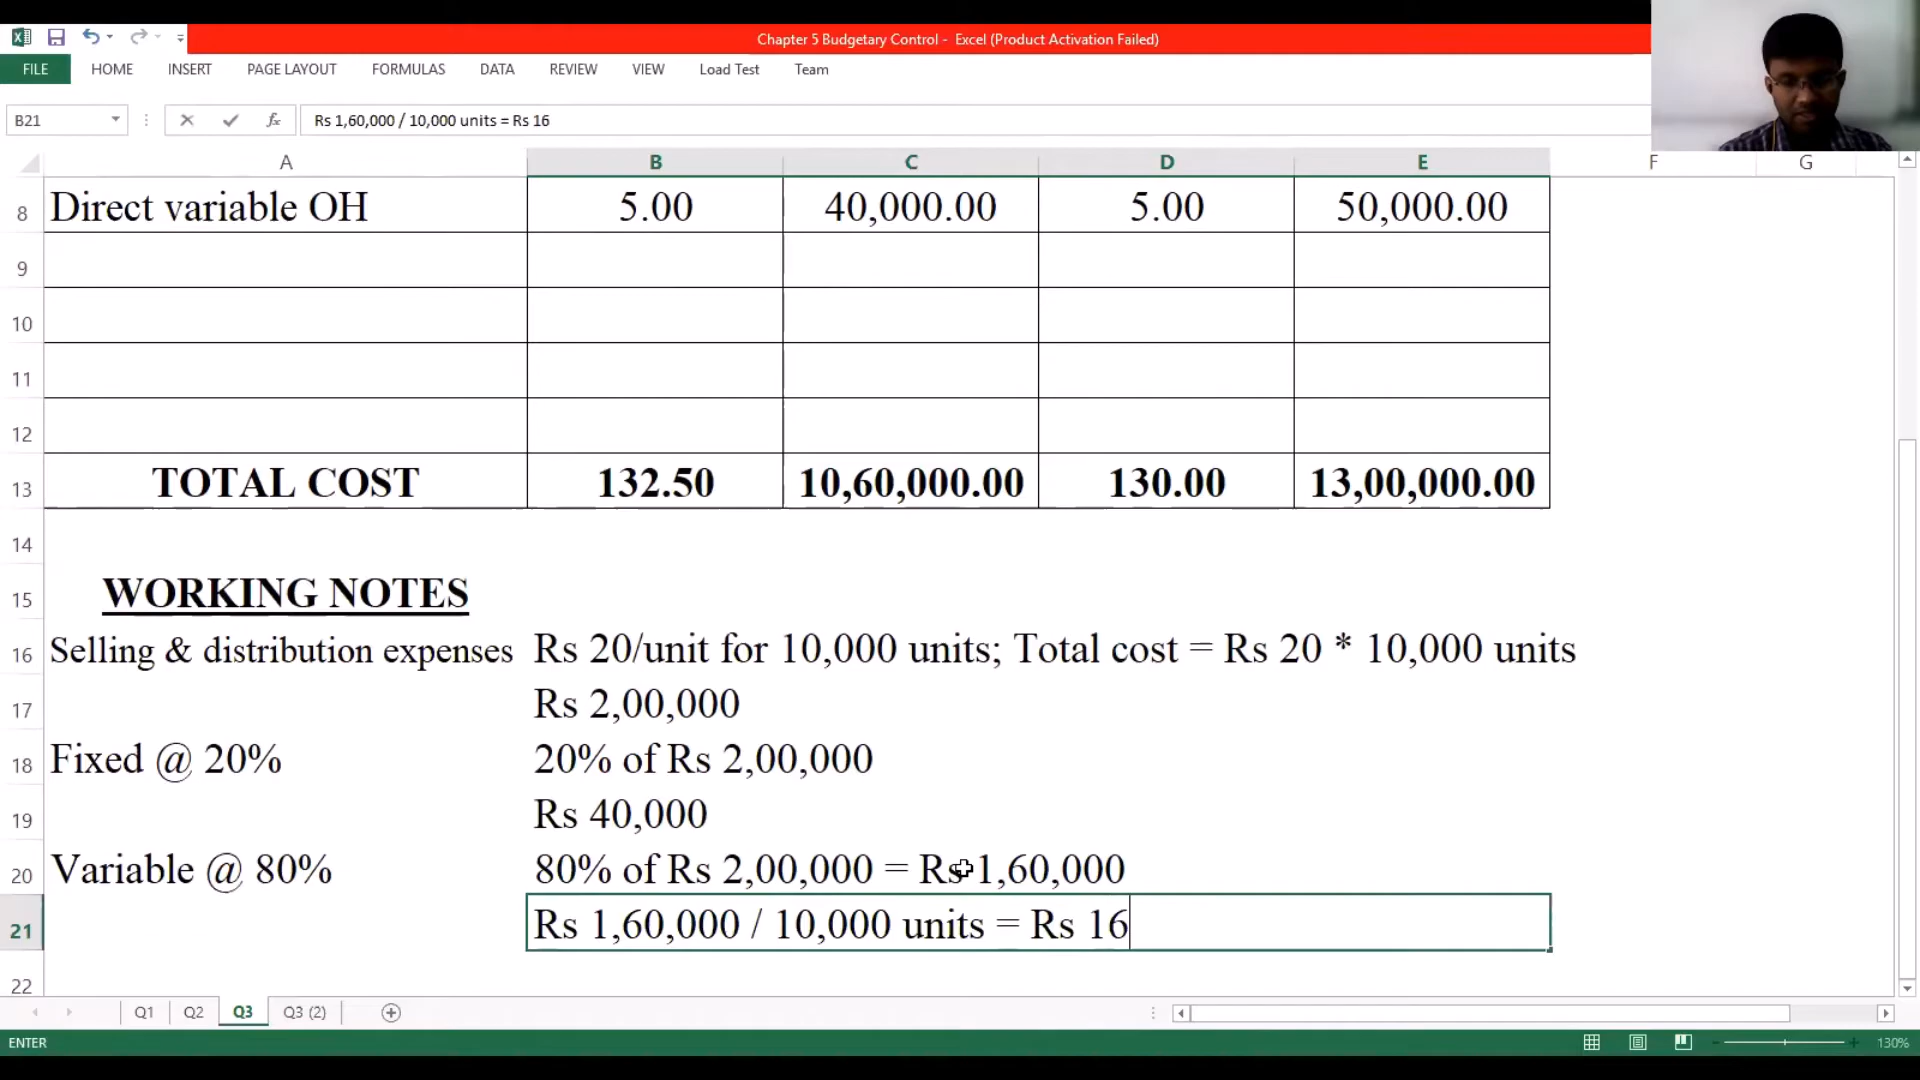 Chapter 5 Budgetary Control - Excel (Product Activation Failed)
FILE HOME INSERT PAGE LAYOUT FORMULAS DATA REVIEW VIEW Load Test Team
B21 fx Rs 1,60,000 / 10,000 units = Rs 16
A B C D E F G
8 Direct variable OH 5.00 40,000.00 5.00 50,000.00
9
10
11
12
13 TOTAL COST 132.50 10,60,000.00 130.00 13,00,000.00
14
15 WORKING NOTES
16 Selling & distribution expenses Rs 20/unit for 10,000 units; Total cost = Rs 20 * 10,000 units
17 Rs 2,00,000
18 Fixed @ 20% 20% of Rs 2,00,000
19 Rs 40,000
20 Variable @ 80% 80% of Rs 2,00,000 = Rs 1,60,000
21 Rs 1,60,000 / 10,000 units = Rs 16
22
Q1 Q2 Q3 Q3 (2)
ENTER 130%